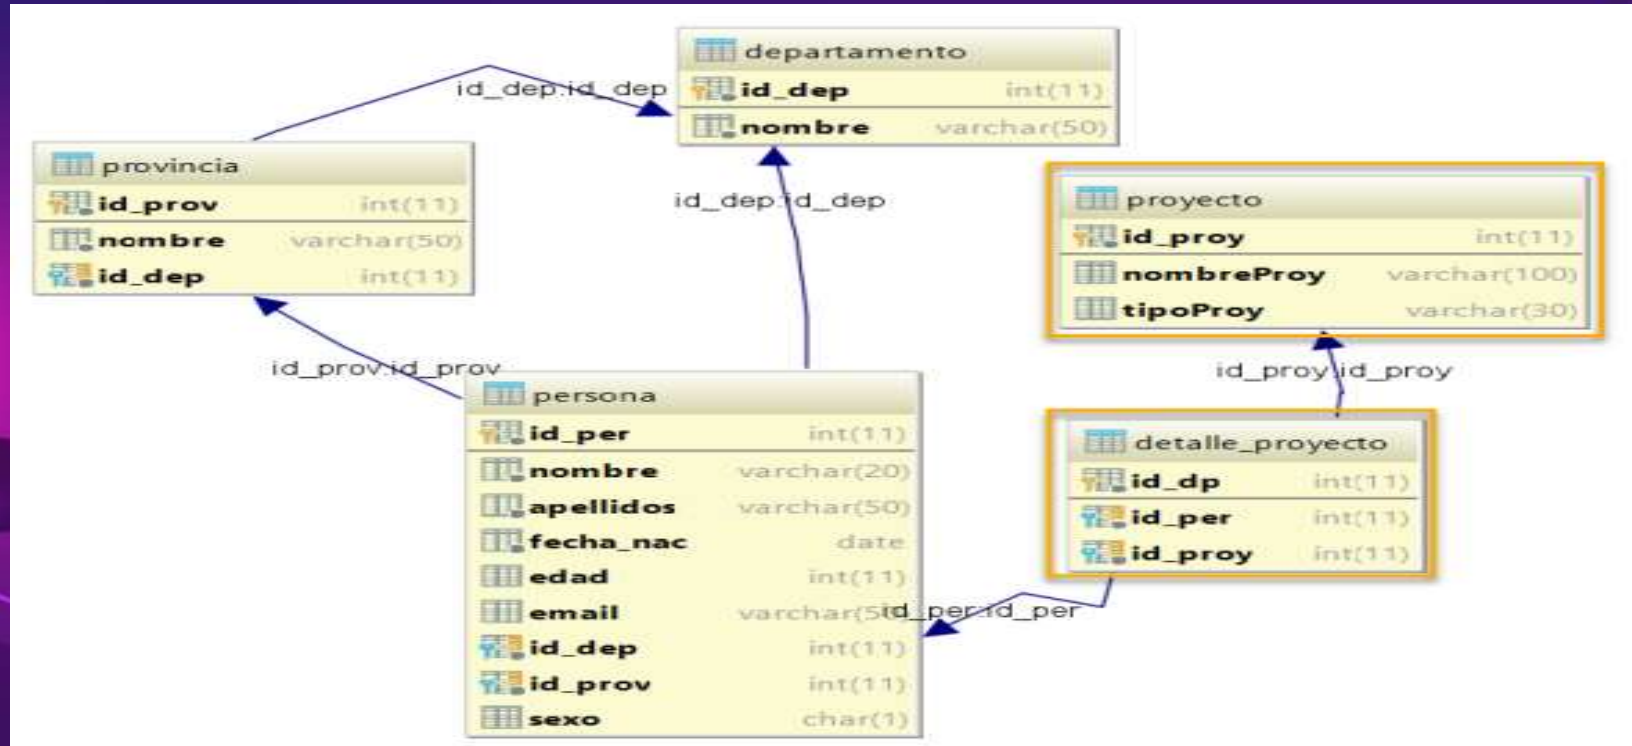 departamento
id_dep int(11)
nombre varchar(50)
id_dep:id_dep
provincia
id_prov int(11)
nombre varchar(50)
id_dep int(11)
id_dep:id_dep
proyecto
id_proy int(11)
nombreProy varchar(100)
tipoProy varchar(30)
id_prov:id_prov
id_proy:id_proy
persona
id_per int(11)
nombre varchar(20)
apellidos varchar(50)
fecha_nac date
edad int(11)
email varchar(50)
id_dep int(11)
id_prov int(11)
sexo char(1)
detalle_proyecto
id_dp int(11)
id_per int(11)
id_proy int(11)
id_per:id_per